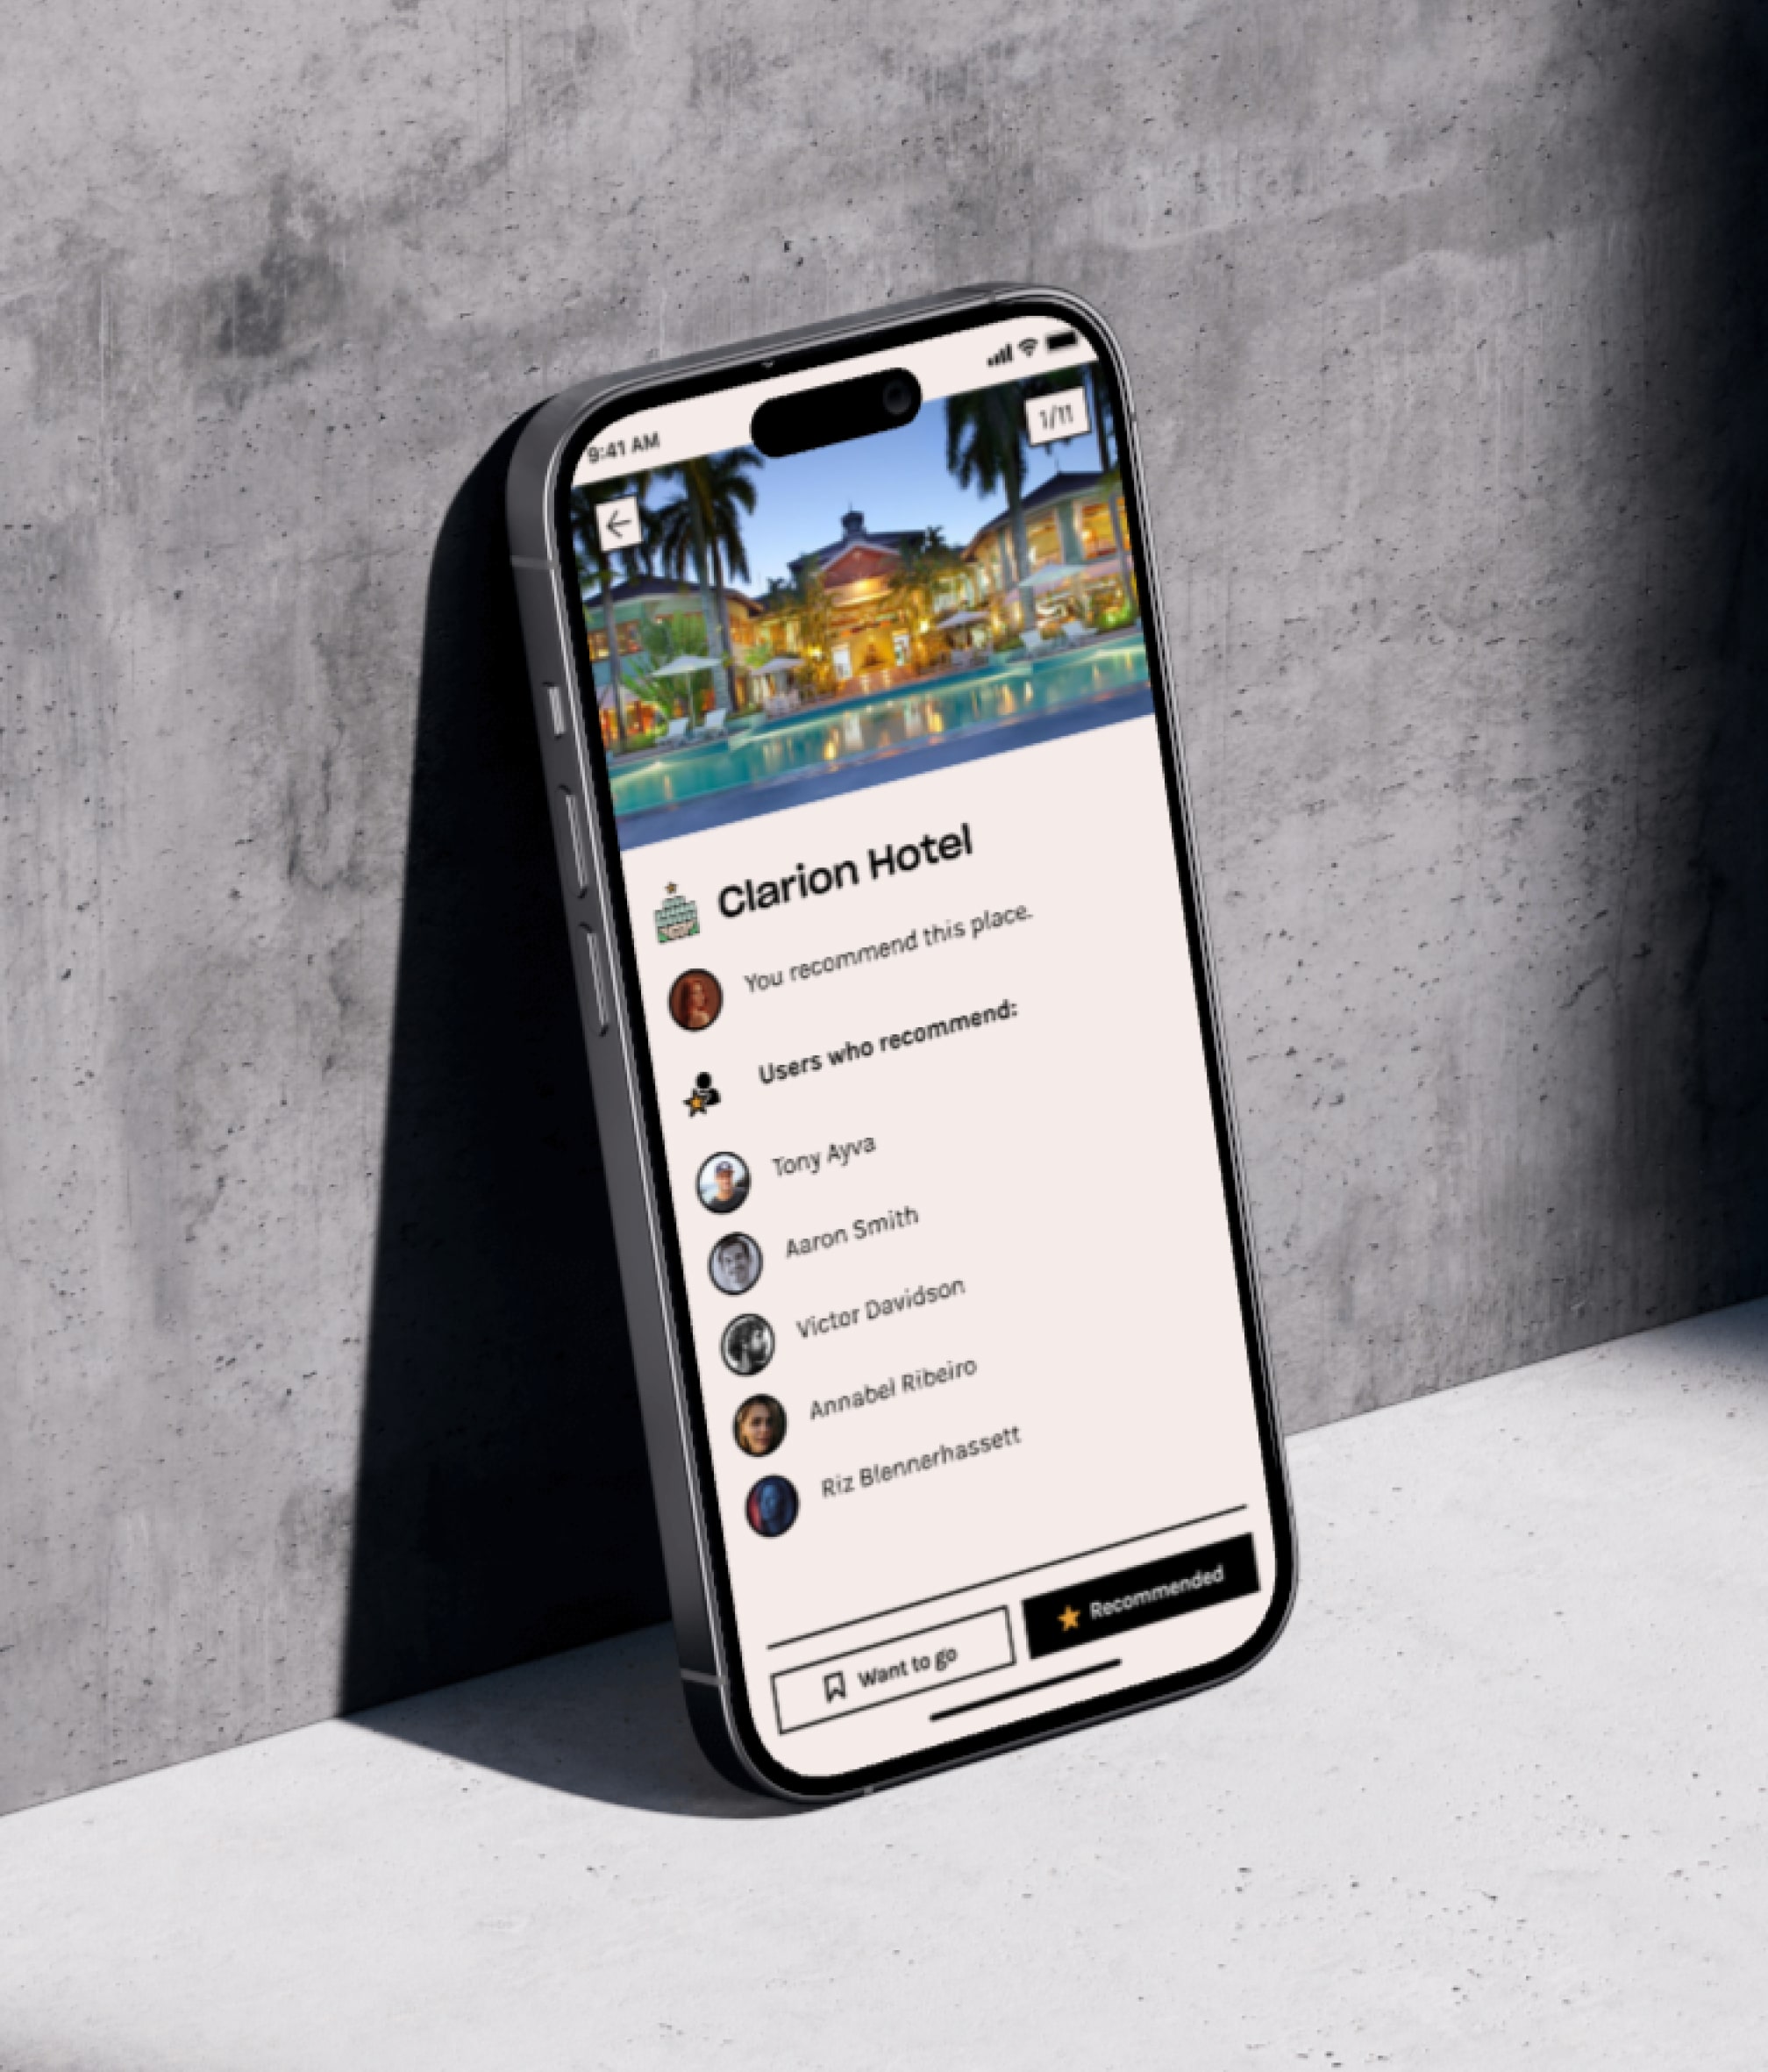 9:41 AM
1/11
Clarion Hotel
You recommend this place.
Users who recommend:
Tony Ayva
Aaron Smith
Victor Davidson
Annabel Ribeiro
Riz Blennerhassett
Want to go
Recommended